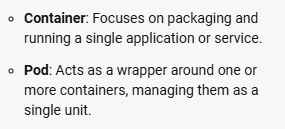 Container: Focuses on packaging and
running a single application or service.
Pod: Acts as a wrapper around one or
more containers, managing them as a
single unit.